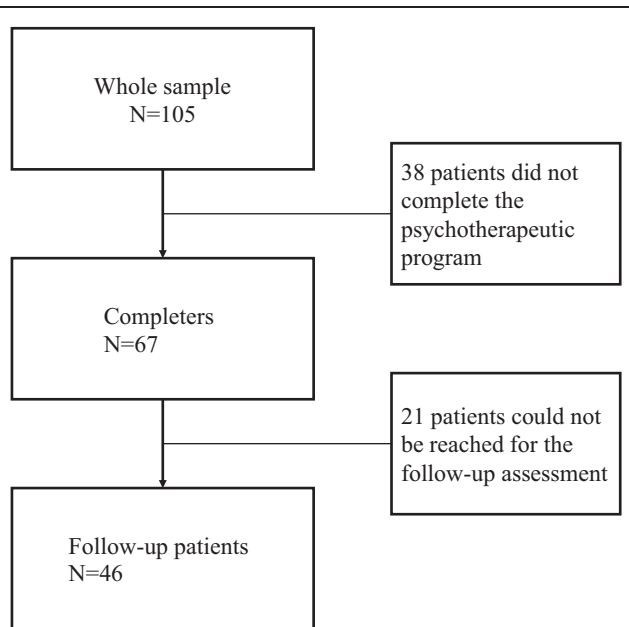 Whole sample
N=105
38 patients did not
complete the
psychotherapeutic
program
Completers
N=67
21 patients could not
be reached for the
follow-up assessment
Follow-up patients
N=46